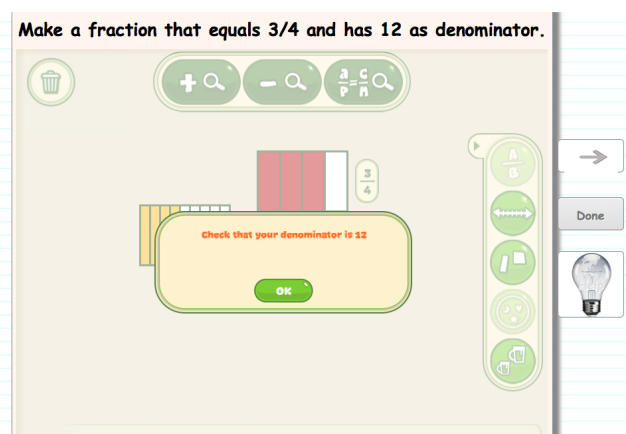 Make a fraction that equals 3/4 and has 12 as denominator.
+
-
a/b=c/n
A/B
3/4
Check that your denominator is 12
OK
Done